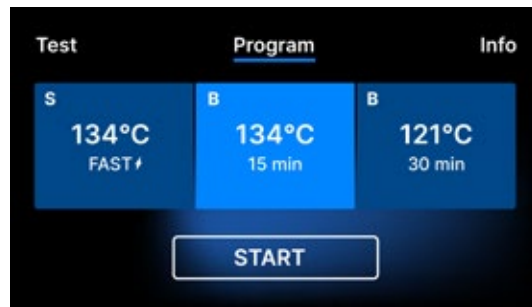 Test Program Info
S B B
134°C 134°C 121°C
FAST 15 min 30 min
START